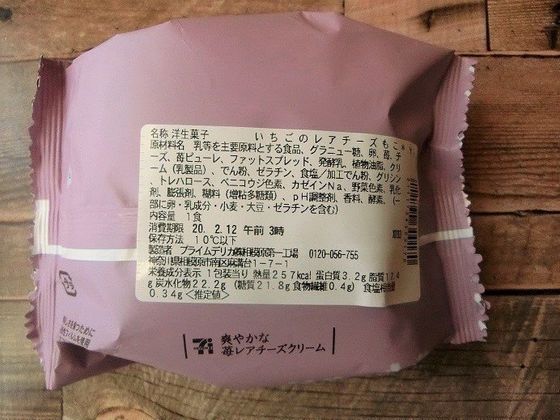 名称 洋生菓子 いちごのレアチーズもこ
原材料名 乳等を主要原料とする食品、グラニュー糖、卵、苺、チ
ーズ、苺ピューレ、ファットスプレッド、発酵乳、植物油脂、クリ
ーム（乳製品）、でん粉、ゼラチン、食塩／加工でん粉、グリシン
、トレハロース、ベニコウジ色素、カゼインNa、野菜色素、乳化
剤、膨張剤、糊料（増粘多糖類）、pH調整剤、香料、酵素、（一
部に卵・乳成分・小麦・大豆・ゼラチンを含む）
内容量 1食
消費期限 20. 2.12 午前 3時
保存方法 10℃以下
製造者 プライムデリカ㈱相模原第一工場 0120-056-755
神奈川県相模原市南区麻溝台1-7-1
栄養成分表示 1包装当り 熱量257kcal 蛋白質3.2g 脂質17.4
g 炭水化物22.2g （糖質21.8g 食物繊維0.4g） 食塩相当量
0.34g <推定値>
爽やかな
苺レアチーズクリーム